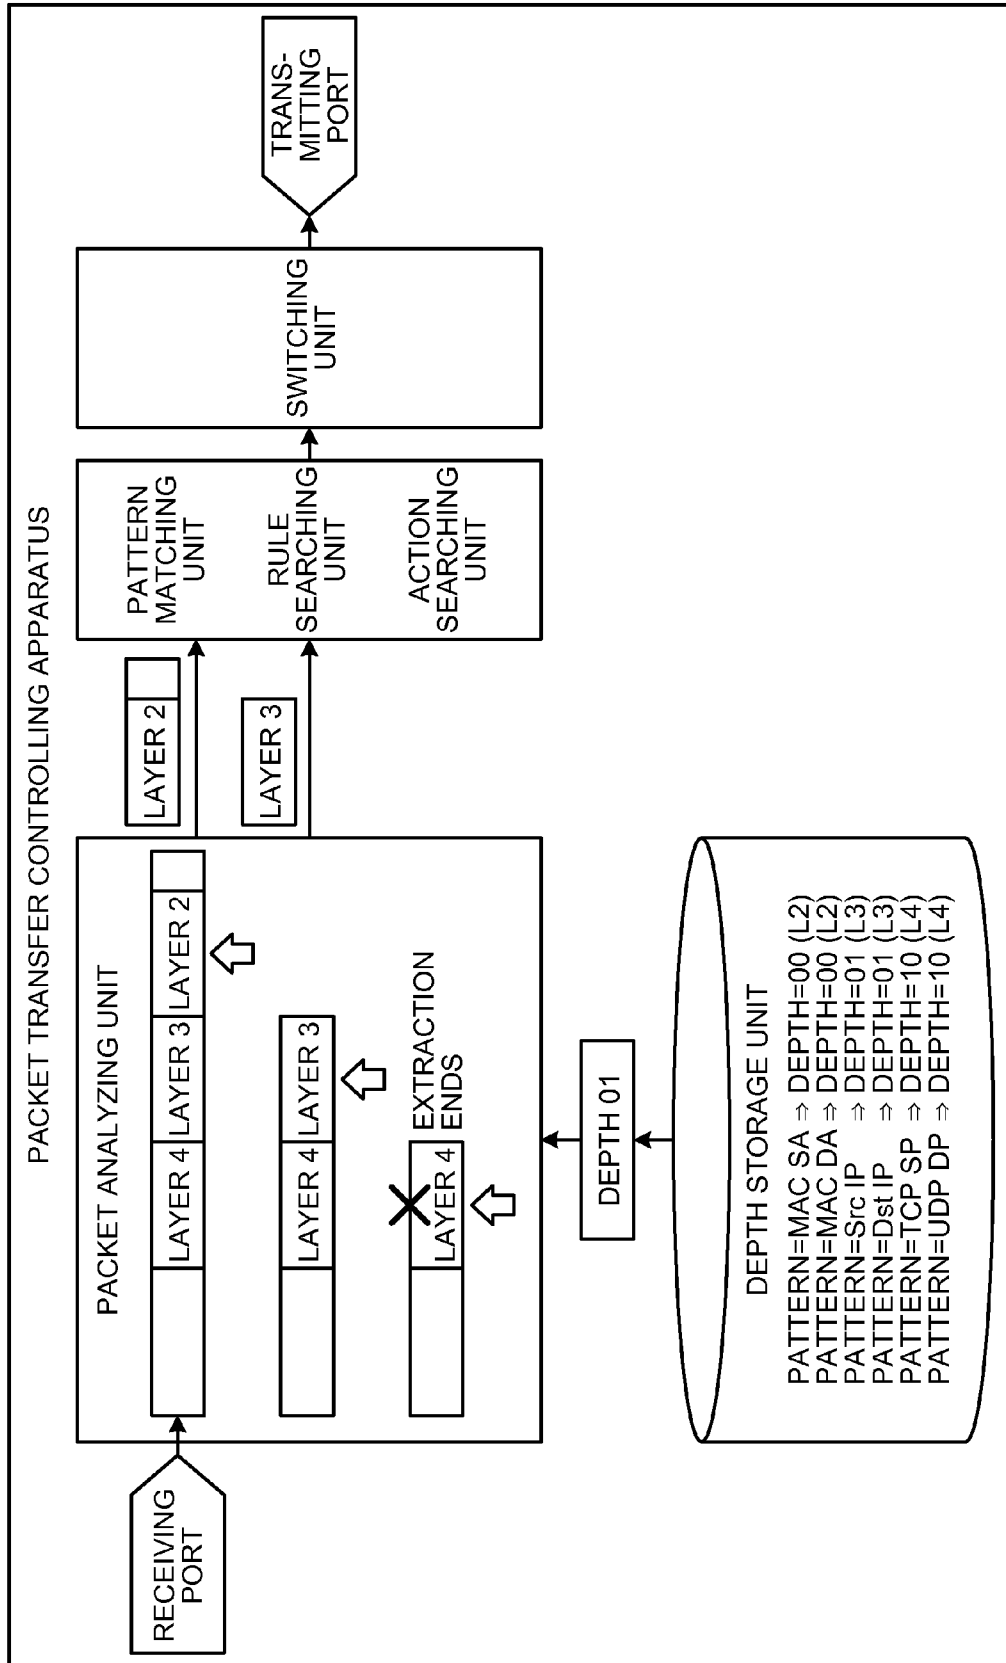 PACKET TRANSFER CONTROLLING APPARATUS
RECEIVING
PORT
PACKET ANALYZING UNIT
LAYER 4
LAYER 3
LAYER 2
LAYER 4
LAYER 3
LAYER 4
EXTRACTION
ENDS
LAYER 2
LAYER 3
PATTERN
MATCHING
UNIT
RULE
SEARCHING
UNIT
ACTION
SEARCHING
UNIT
SWITCHING
UNIT
TRANS-
MITTING
PORT
DEPTH 01
DEPTH STORAGE UNIT
PATTERN=MAC SA ⇒ DEPTH=00 (L2)
PATTERN=MAC DA ⇒ DEPTH=00 (L2)
PATTERN=Src IP ⇒ DEPTH=01 (L3)
PATTERN=Dst IP ⇒ DEPTH=01 (L3)
PATTERN=TCP SP ⇒ DEPTH=10 (L4)
PATTERN=UDP DP ⇒ DEPTH=10 (L4)